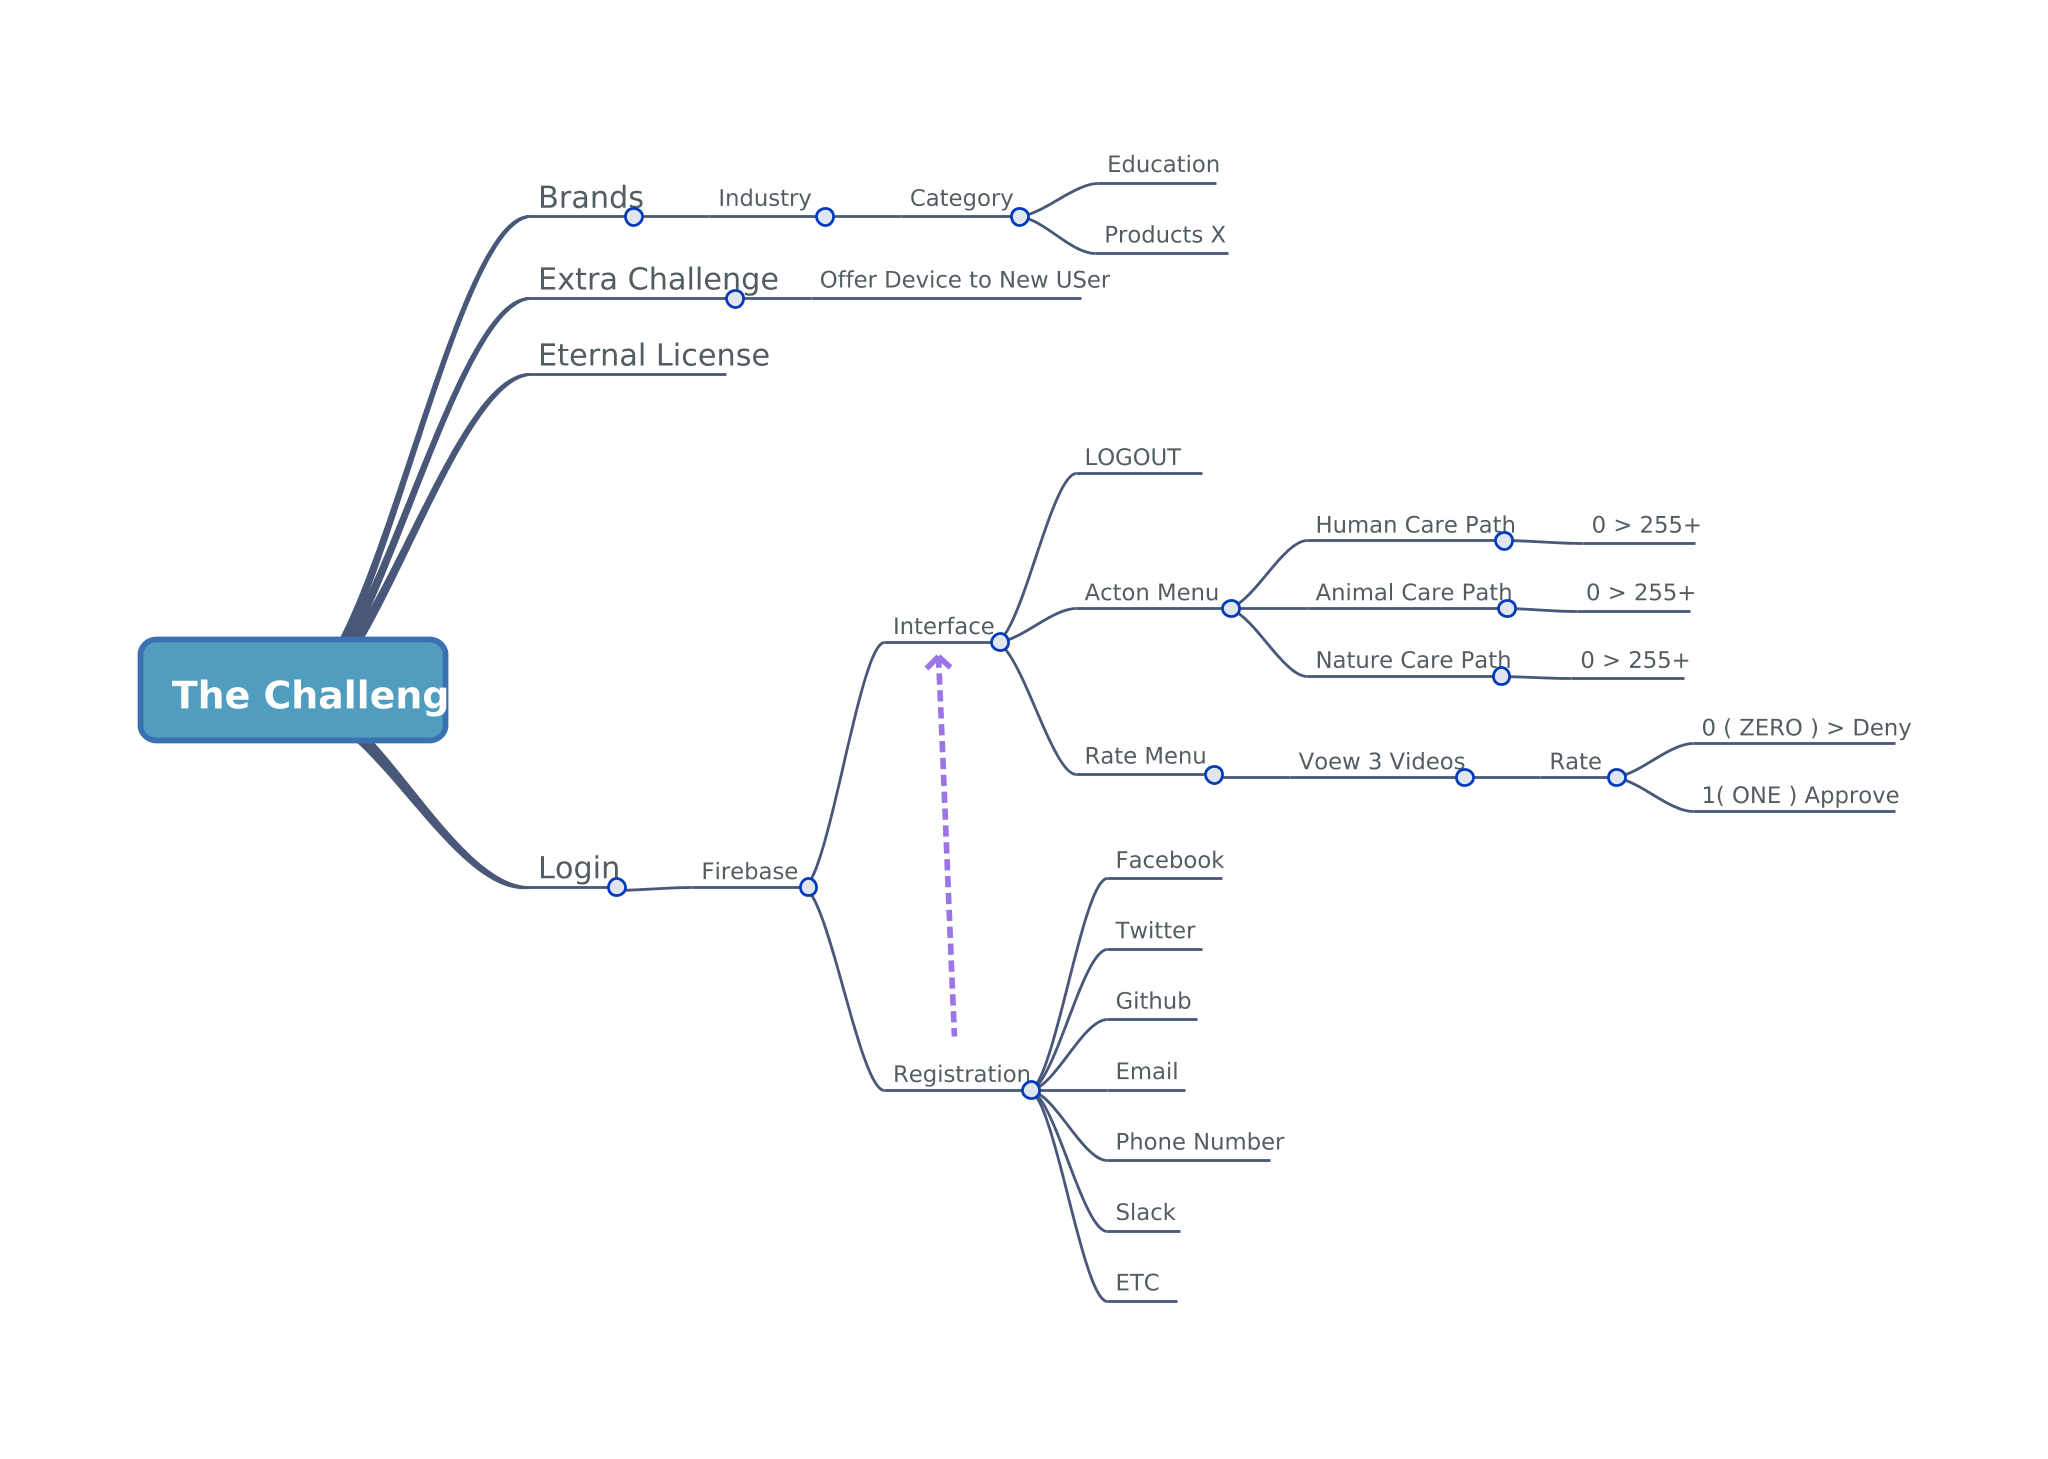 Education
Brands
Industry
Category
Products X
Extra Challenge
Offer Device to New USer
Eternal License
LOGOUT
Human Care Path
0 > 255+
Acton Menu
Animal Care Path
0 > 255+
Interface
Nature Care Path
0 > 255+
The Challeng
0 ( ZERO ) > Deny
Rate Menu
Voew 3 Videos
Rate
1( ONE ) Approve
Login
Firebase
Facebook
Twitter
Github
Registration
Email
Phone Number
Slack
ETC